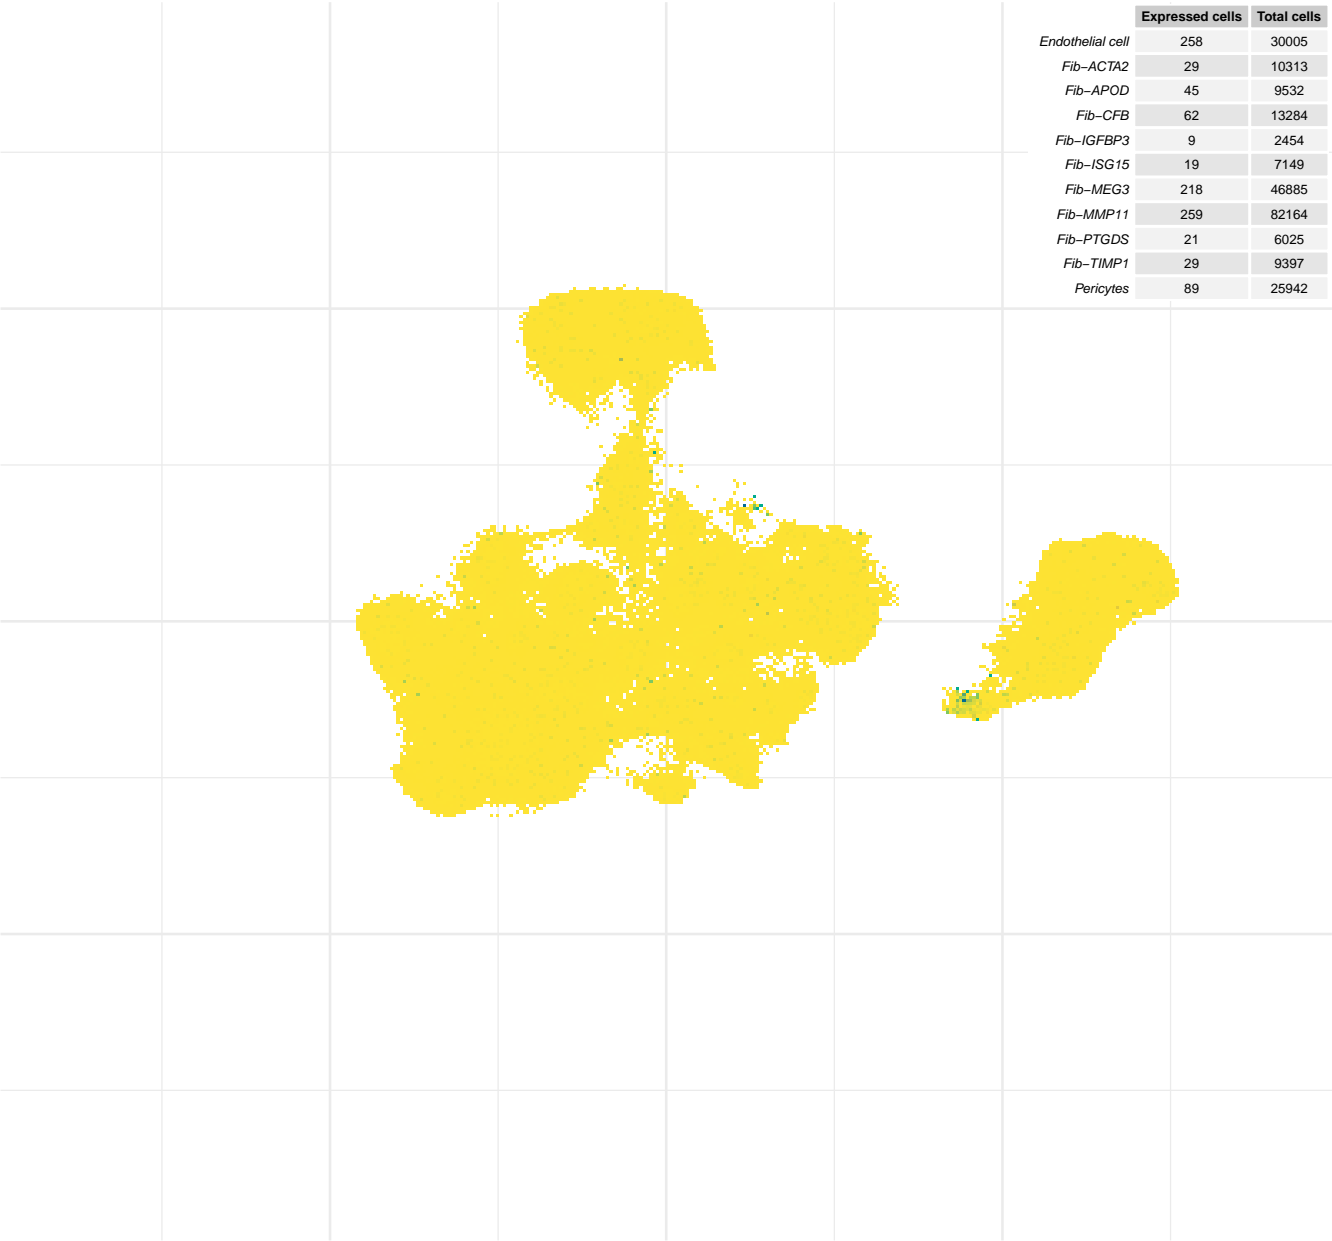 Expressed cells Total cells
Endothelial cell 258 30005
Fib−ACTA2 29 10313
Fib−APOD 45 9532
Fib−CFB 62 13284
Fib−IGFBP3 9 2454
Fib−ISG15 19 7149
Fib−MEG3 218 46885
Fib−MMP11 259 82164
Fib−PTGDS 21 6025
Fib−TIMP1 29 9397
Pericytes 89 25942